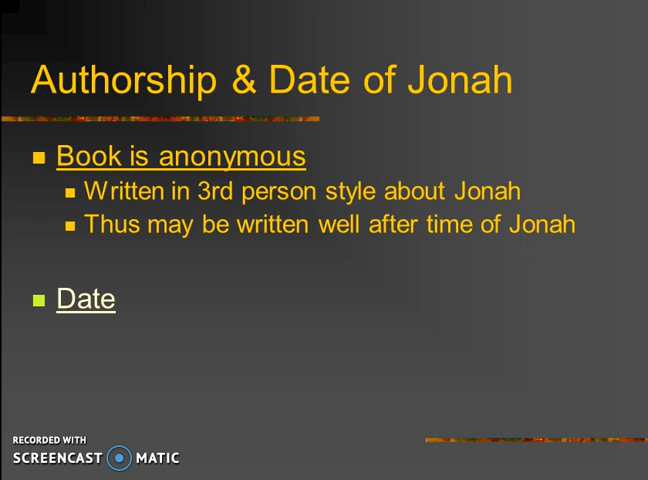 Authorship & Date of Jonah
Book is anonymous
Written in 3rd person style about Jonah
Thus may be written well after time of Jonah
Date
RECORDED WITH
SCREENCAST MATIC